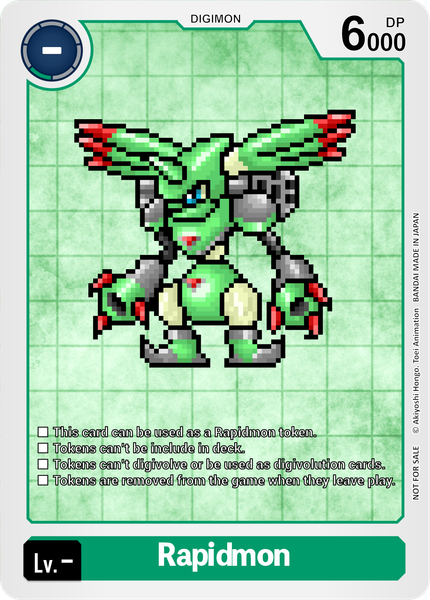 DIGIMON
-
6000
DP
□ This card can be used as a Rapidmon token.
□ Tokens can't be include in deck.
□ Tokens can't digivolve or be used as digivolution cards.
□ Tokens are removed from the game when they leave play.
NOT FOR SALE © Akiyoshi Hongo. Toei Animation BANDAI MADE IN JAPAN
Lv.-
Rapidmon